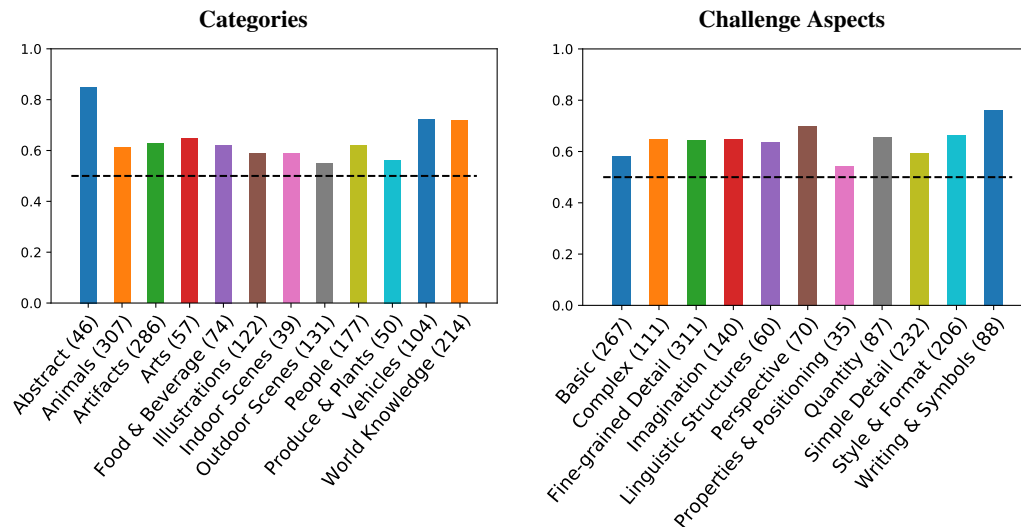 Categories
1.0
0.8
0.6
0.4
0.2
0.0
Abstract (46)
Animals (307)
Artifacts (286)
Arts (57)
Food & Beverage (74)
Illustrations (122)
Indoor Scenes (39)
Outdoor Scenes (131)
People (177)
Produce & Plants (50)
Vehicles (104)
World Knowledge (214)
Challenge Aspects
1.0
0.8
0.6
0.4
0.2
0.0
Basic (267)
Complex (111)
Fine-grained Detail (311)
Imagination (140)
Linguistic Structures (60)
Perspective (70)
Properties & Positioning (35)
Quantity (87)
Simple Detail (232)
Style & Format (206)
Writing & Symbols (88)